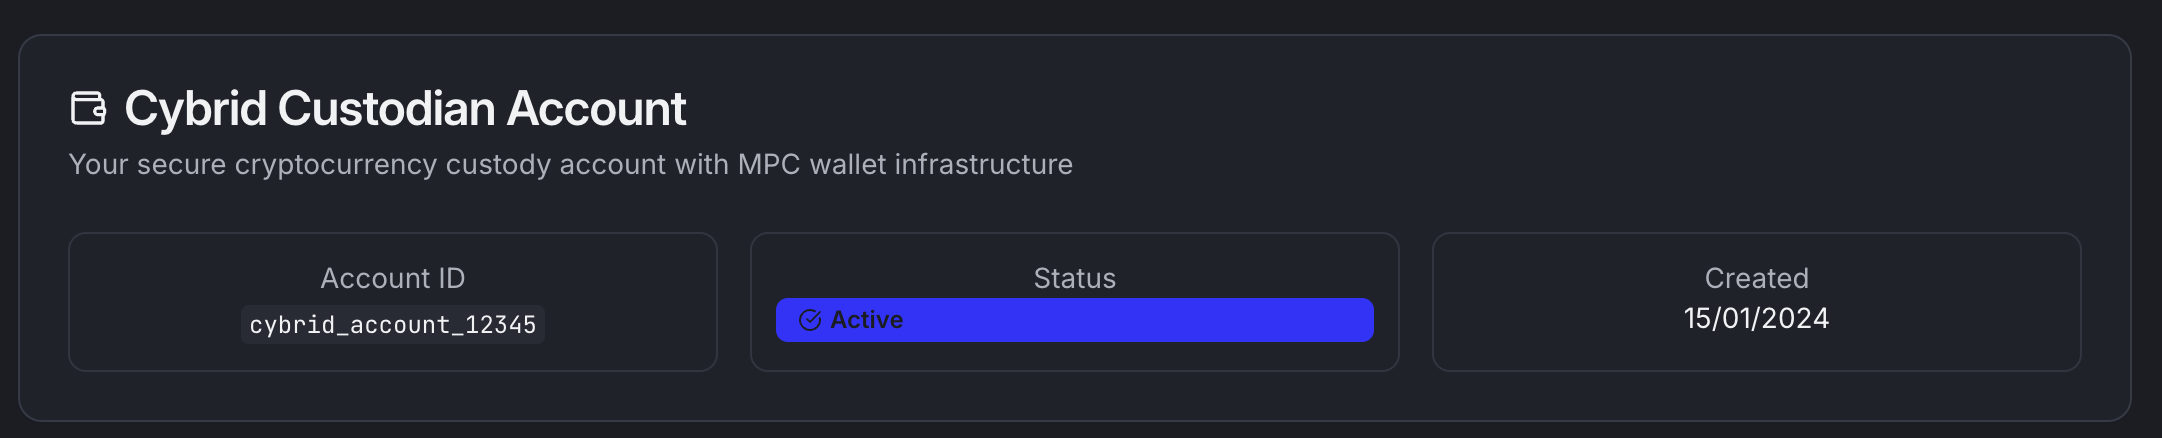 Cybrid Custodian Account
Your secure cryptocurrency custody account with MPC wallet infrastructure
Account ID
cybrid_account_12345
Status
Active
Created
15/01/2024